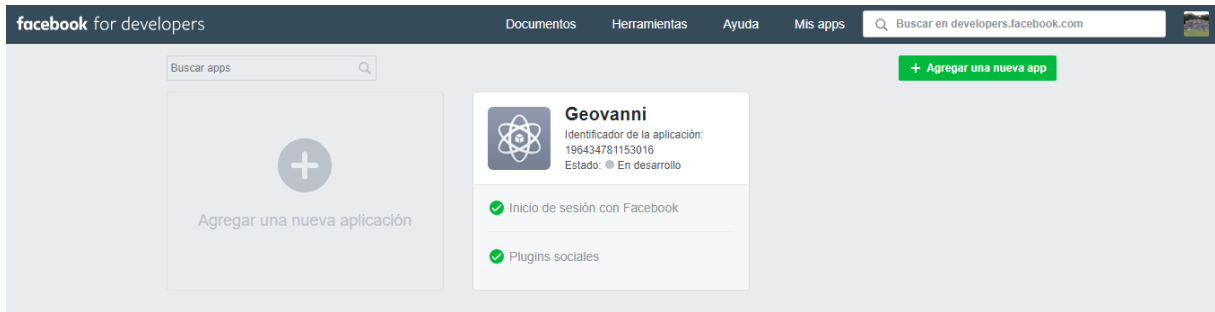 facebook for developers
Documentos
Herramientas
Ayuda
Mis apps
Buscar en developers.facebook.com
Buscar apps
+ Agregar una nueva app
Agregar una nueva aplicación
Geovanni
Identificador de la aplicación:
196434781153016
Estado: En desarrollo
Inicio de sesión con Facebook
Plugins sociales